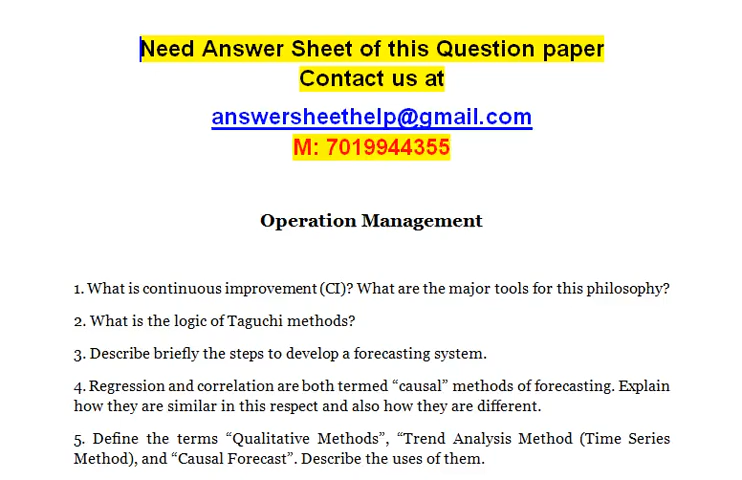 Need Answer Sheet of this Question paper
Contact us at
answersheethelp@gmail.com
M: 7019944355
Operation Management
1. What is continuous improvement (CI)? What are the major tools for this philosophy?
2. What is the logic of Taguchi methods?
3. Describe briefly the steps to develop a forecasting system.
4. Regression and correlation are both termed “causal” methods of forecasting. Explain
how they are similar in this respect and also how they are different.
5. Define the terms “Qualitative Methods”, “Trend Analysis Method (Time Series
Method), and “Causal Forecast”. Describe the uses of them.